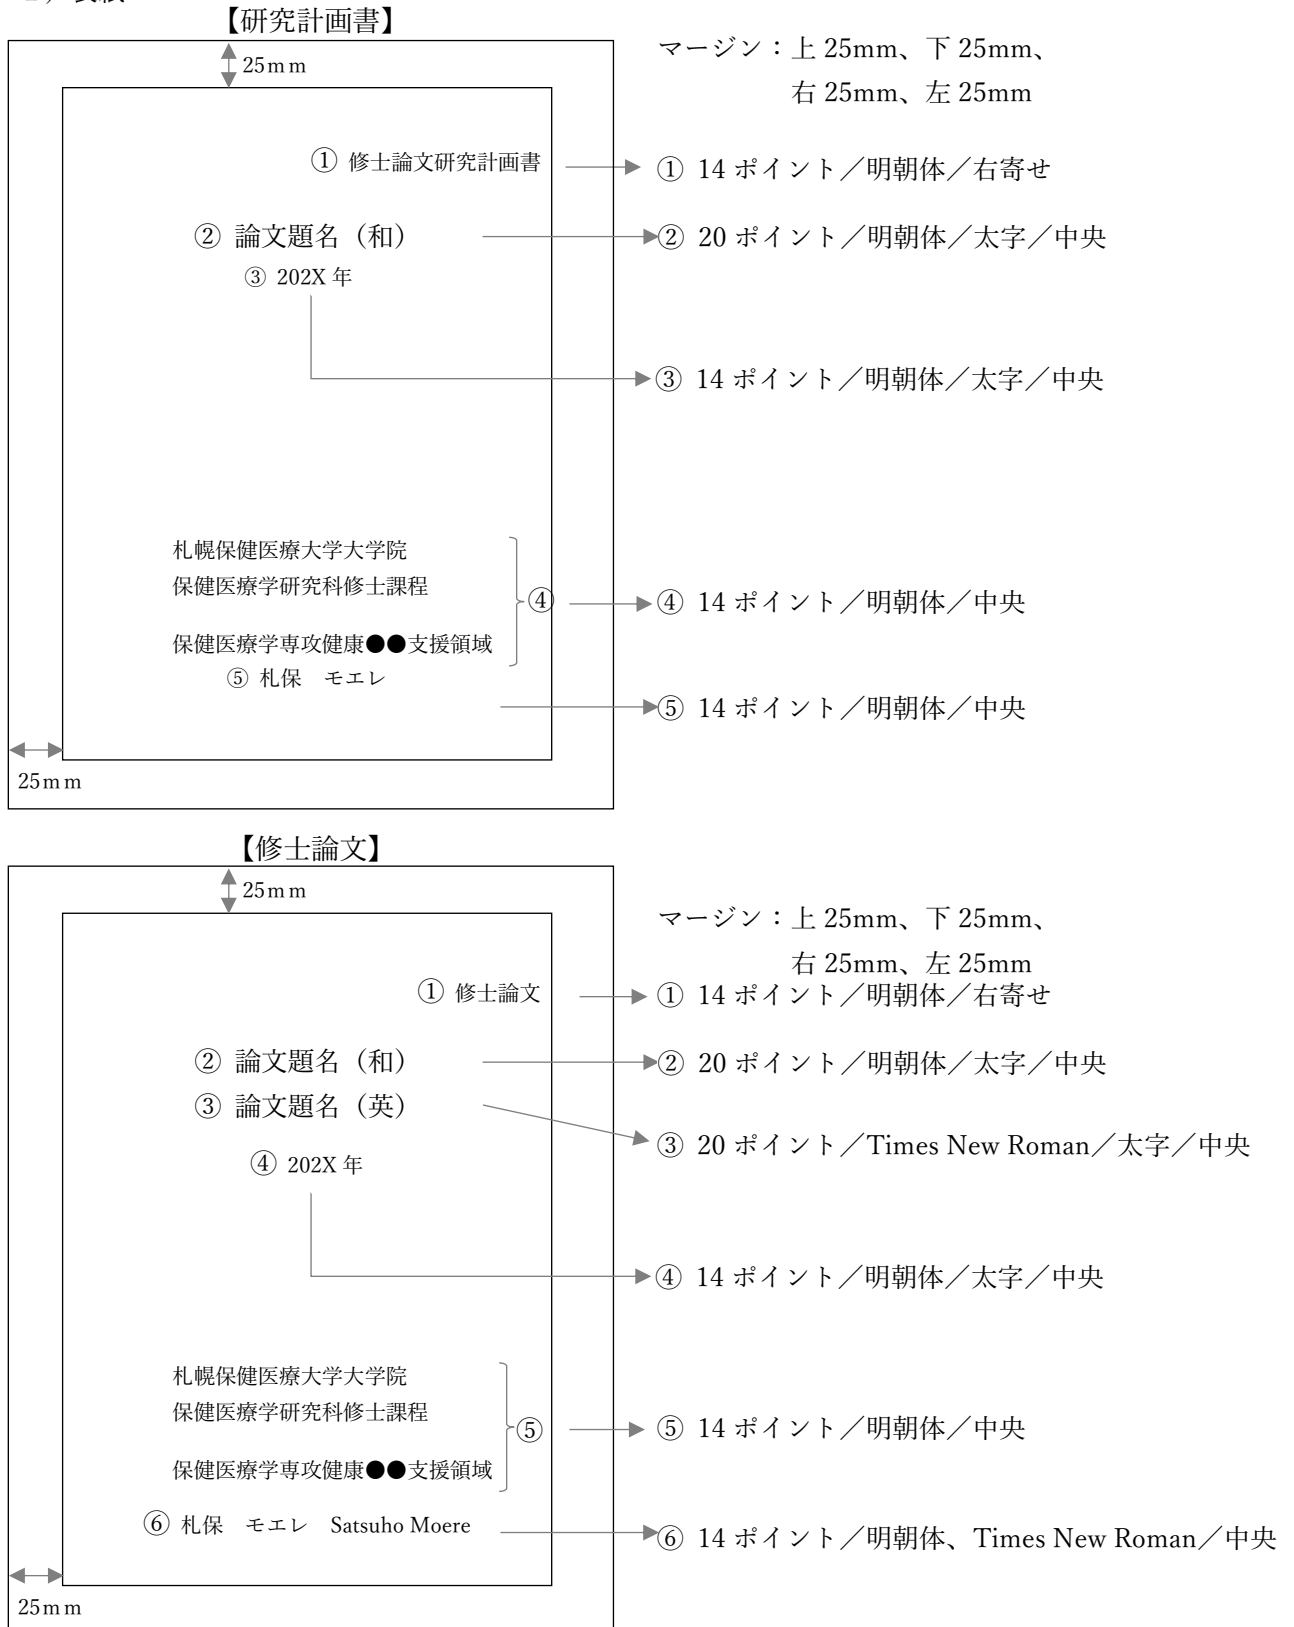 【研究計画書】
25mm
マージン：上 25mm、下 25mm、
右 25mm、左 25mm
① 修士論文研究計画書
① 14 ポイント／明朝体／右寄せ
② 論文題名（和）
② 20 ポイント／明朝体／太字／中央
③ 202X 年
③ 14 ポイント／明朝体／太字／中央
札幌保健医療大学大学院
保健医療学研究科修士課程
④
④ 14 ポイント／明朝体／中央
保健医療学専攻健康●●支援領域
⑤ 札保　モエレ
⑤ 14 ポイント／明朝体／中央
25mm
【修士論文】
25mm
マージン：上 25mm、下 25mm、
右 25mm、左 25mm
① 修士論文
① 14 ポイント／明朝体／右寄せ
② 論文題名（和）
② 20 ポイント／明朝体／太字／中央
③ 論文題名（英）
③ 20 ポイント／Times New Roman／太字／中央
④ 202X 年
④ 14 ポイント／明朝体／太字／中央
札幌保健医療大学大学院
保健医療学研究科修士課程
⑤
⑤ 14 ポイント／明朝体／中央
保健医療学専攻健康●●支援領域
⑥ 札保　モエレ　Satsuho Moere
⑥ 14 ポイント／明朝体、Times New Roman／中央
25mm